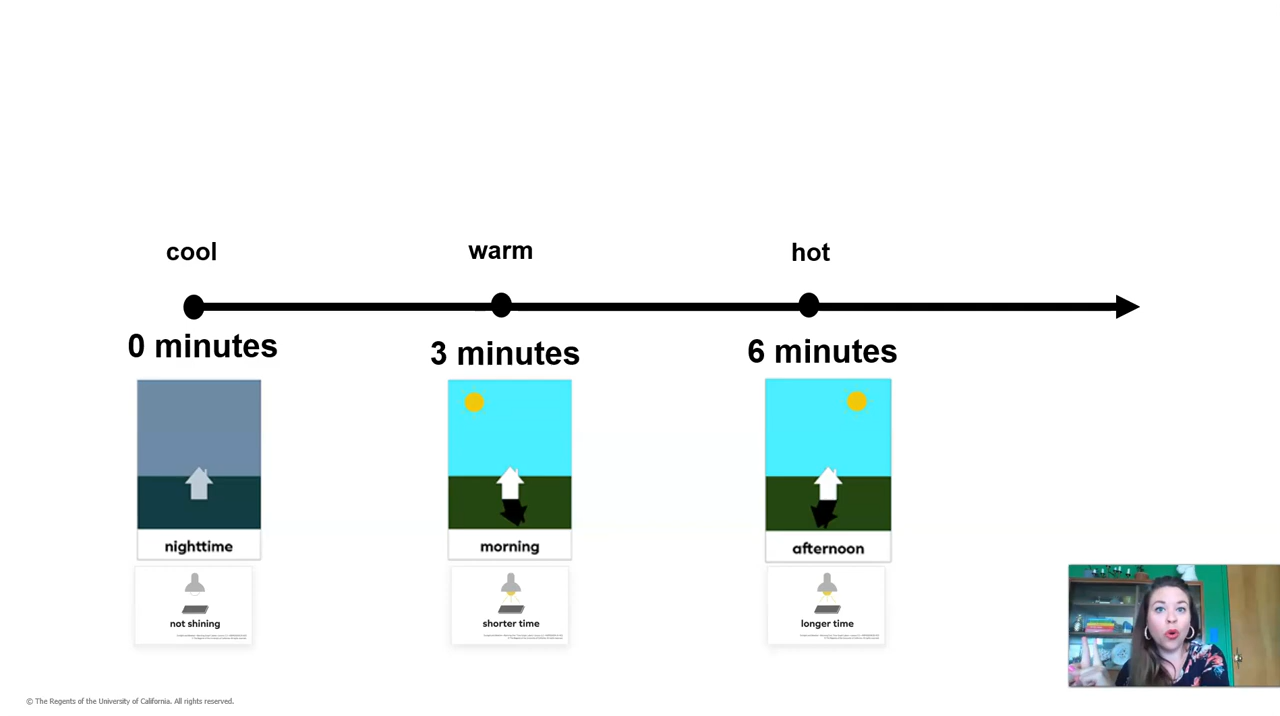 cool
warm
hot
0 minutes
3 minutes
6 minutes
nighttime
morning
afternoon
not shining
shorter time
longer time
© The Regents of the University of California. All rights reserved.